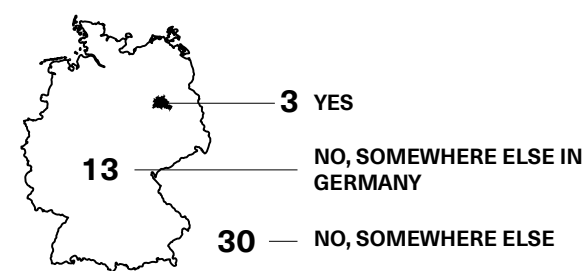 3 YES
13 NO, SOMEWHERE ELSE IN
GERMANY
30 NO, SOMEWHERE ELSE